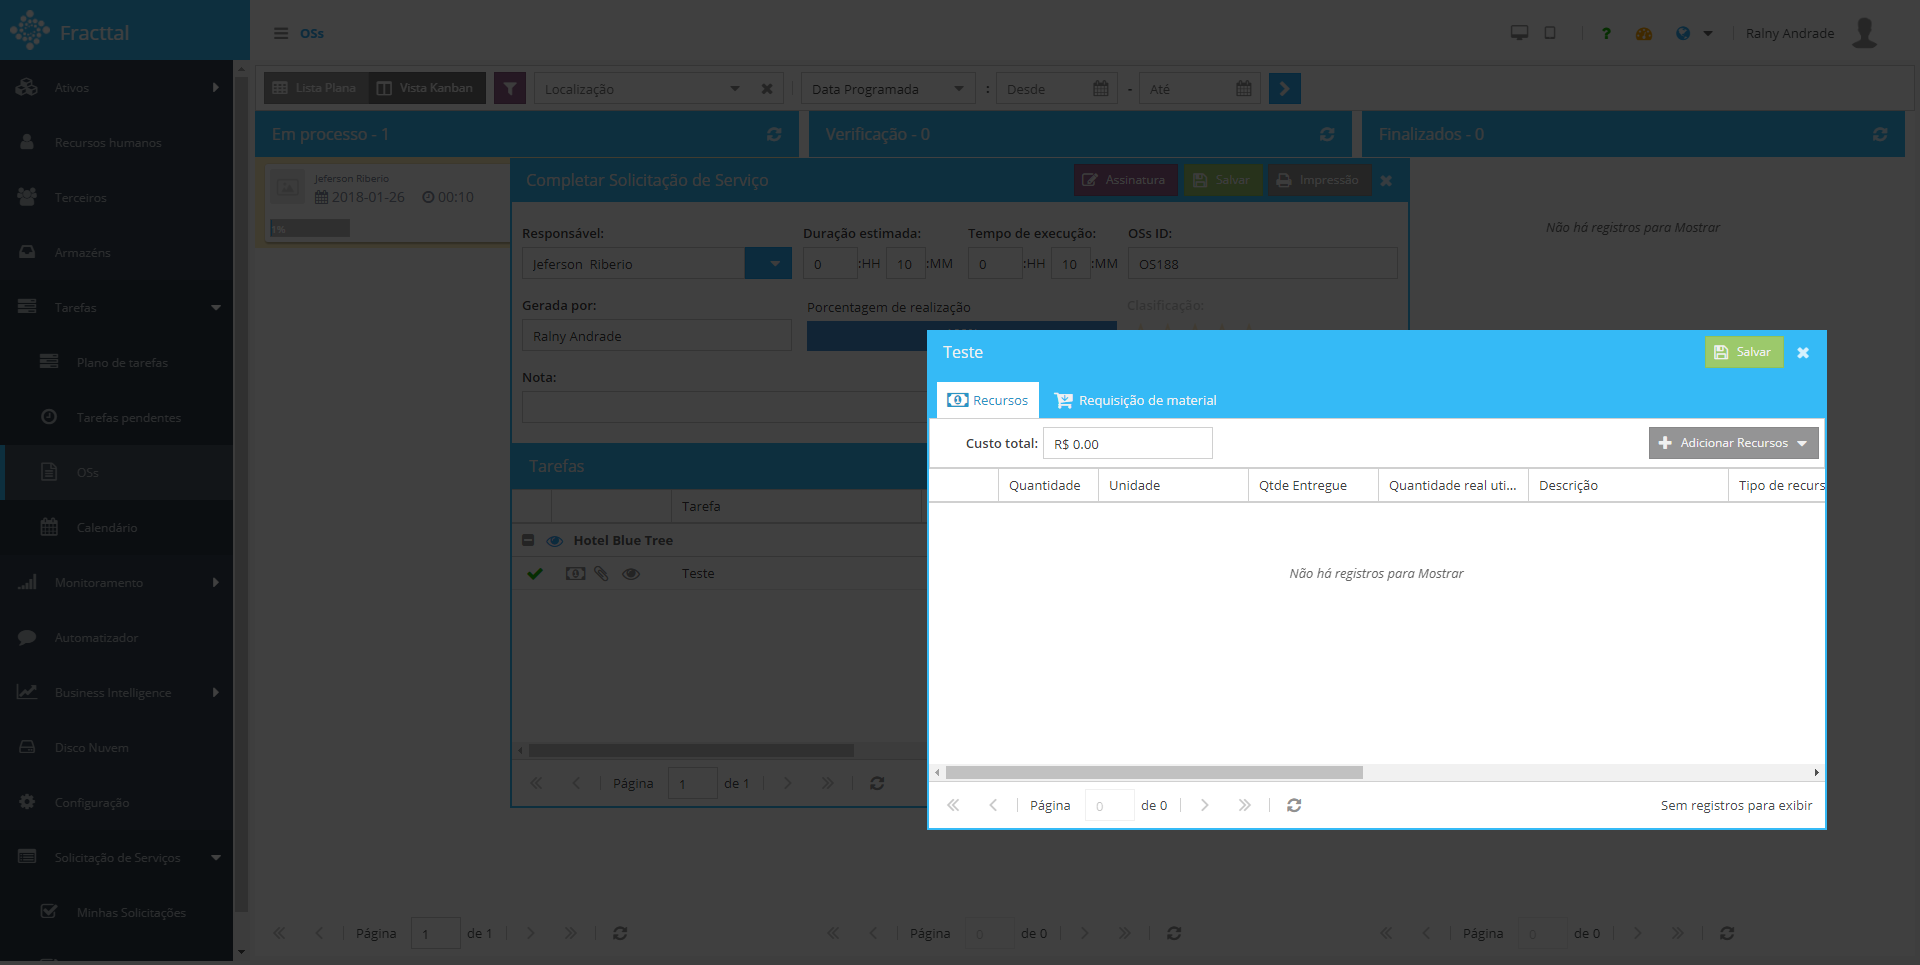 Fracttal
OSs
Ralny Andrade
Ativos
Recursos humanos
Terceiros
Armazéns
Tarefas
Plano de tarefas
Tarefas pendentes
OSs
Calendário
Monitoramento
Automatizador
Business Intelligence
Disco Nuvem
Configuração
Solicitação de Serviços
Minhas Solicitações
Lista Plana
Vista Kanban
Localização
Data Programada
:
Desde
-
Até
Em processo - 1
Verificação - 0
Finalizados - 0
Jeferson Riberio
2018-01-26
00:10
1%
Não há registros para Mostrar
Completar Solicitação de Serviço
Assinatura
Salvar
Impressão
Responsável:
Duração estimada:
Tempo de execução:
OSs ID:
Jeferson Riberio
0 :HH 10 :MM
0 :HH 10 :MM
OS188
Gerada por:
Porcentagem de realização
Clasificação:
Ralny Andrade
Nota:
Tarefas
Tarefa
Hotel Blue Tree
Teste
Página 1 de 1
Teste
Salvar
Recursos
Requisição de material
Custo total: R$ 0.00
Adicionar Recursos
Quantidade
Unidade
Qtde Entregue
Quantidade real uti...
Descrição
Tipo de recurs
Não há registros para Mostrar
Página 0 de 0
Sem registros para exibir
Página 1 de 1
Página 0 de 0
Página 0 de 0